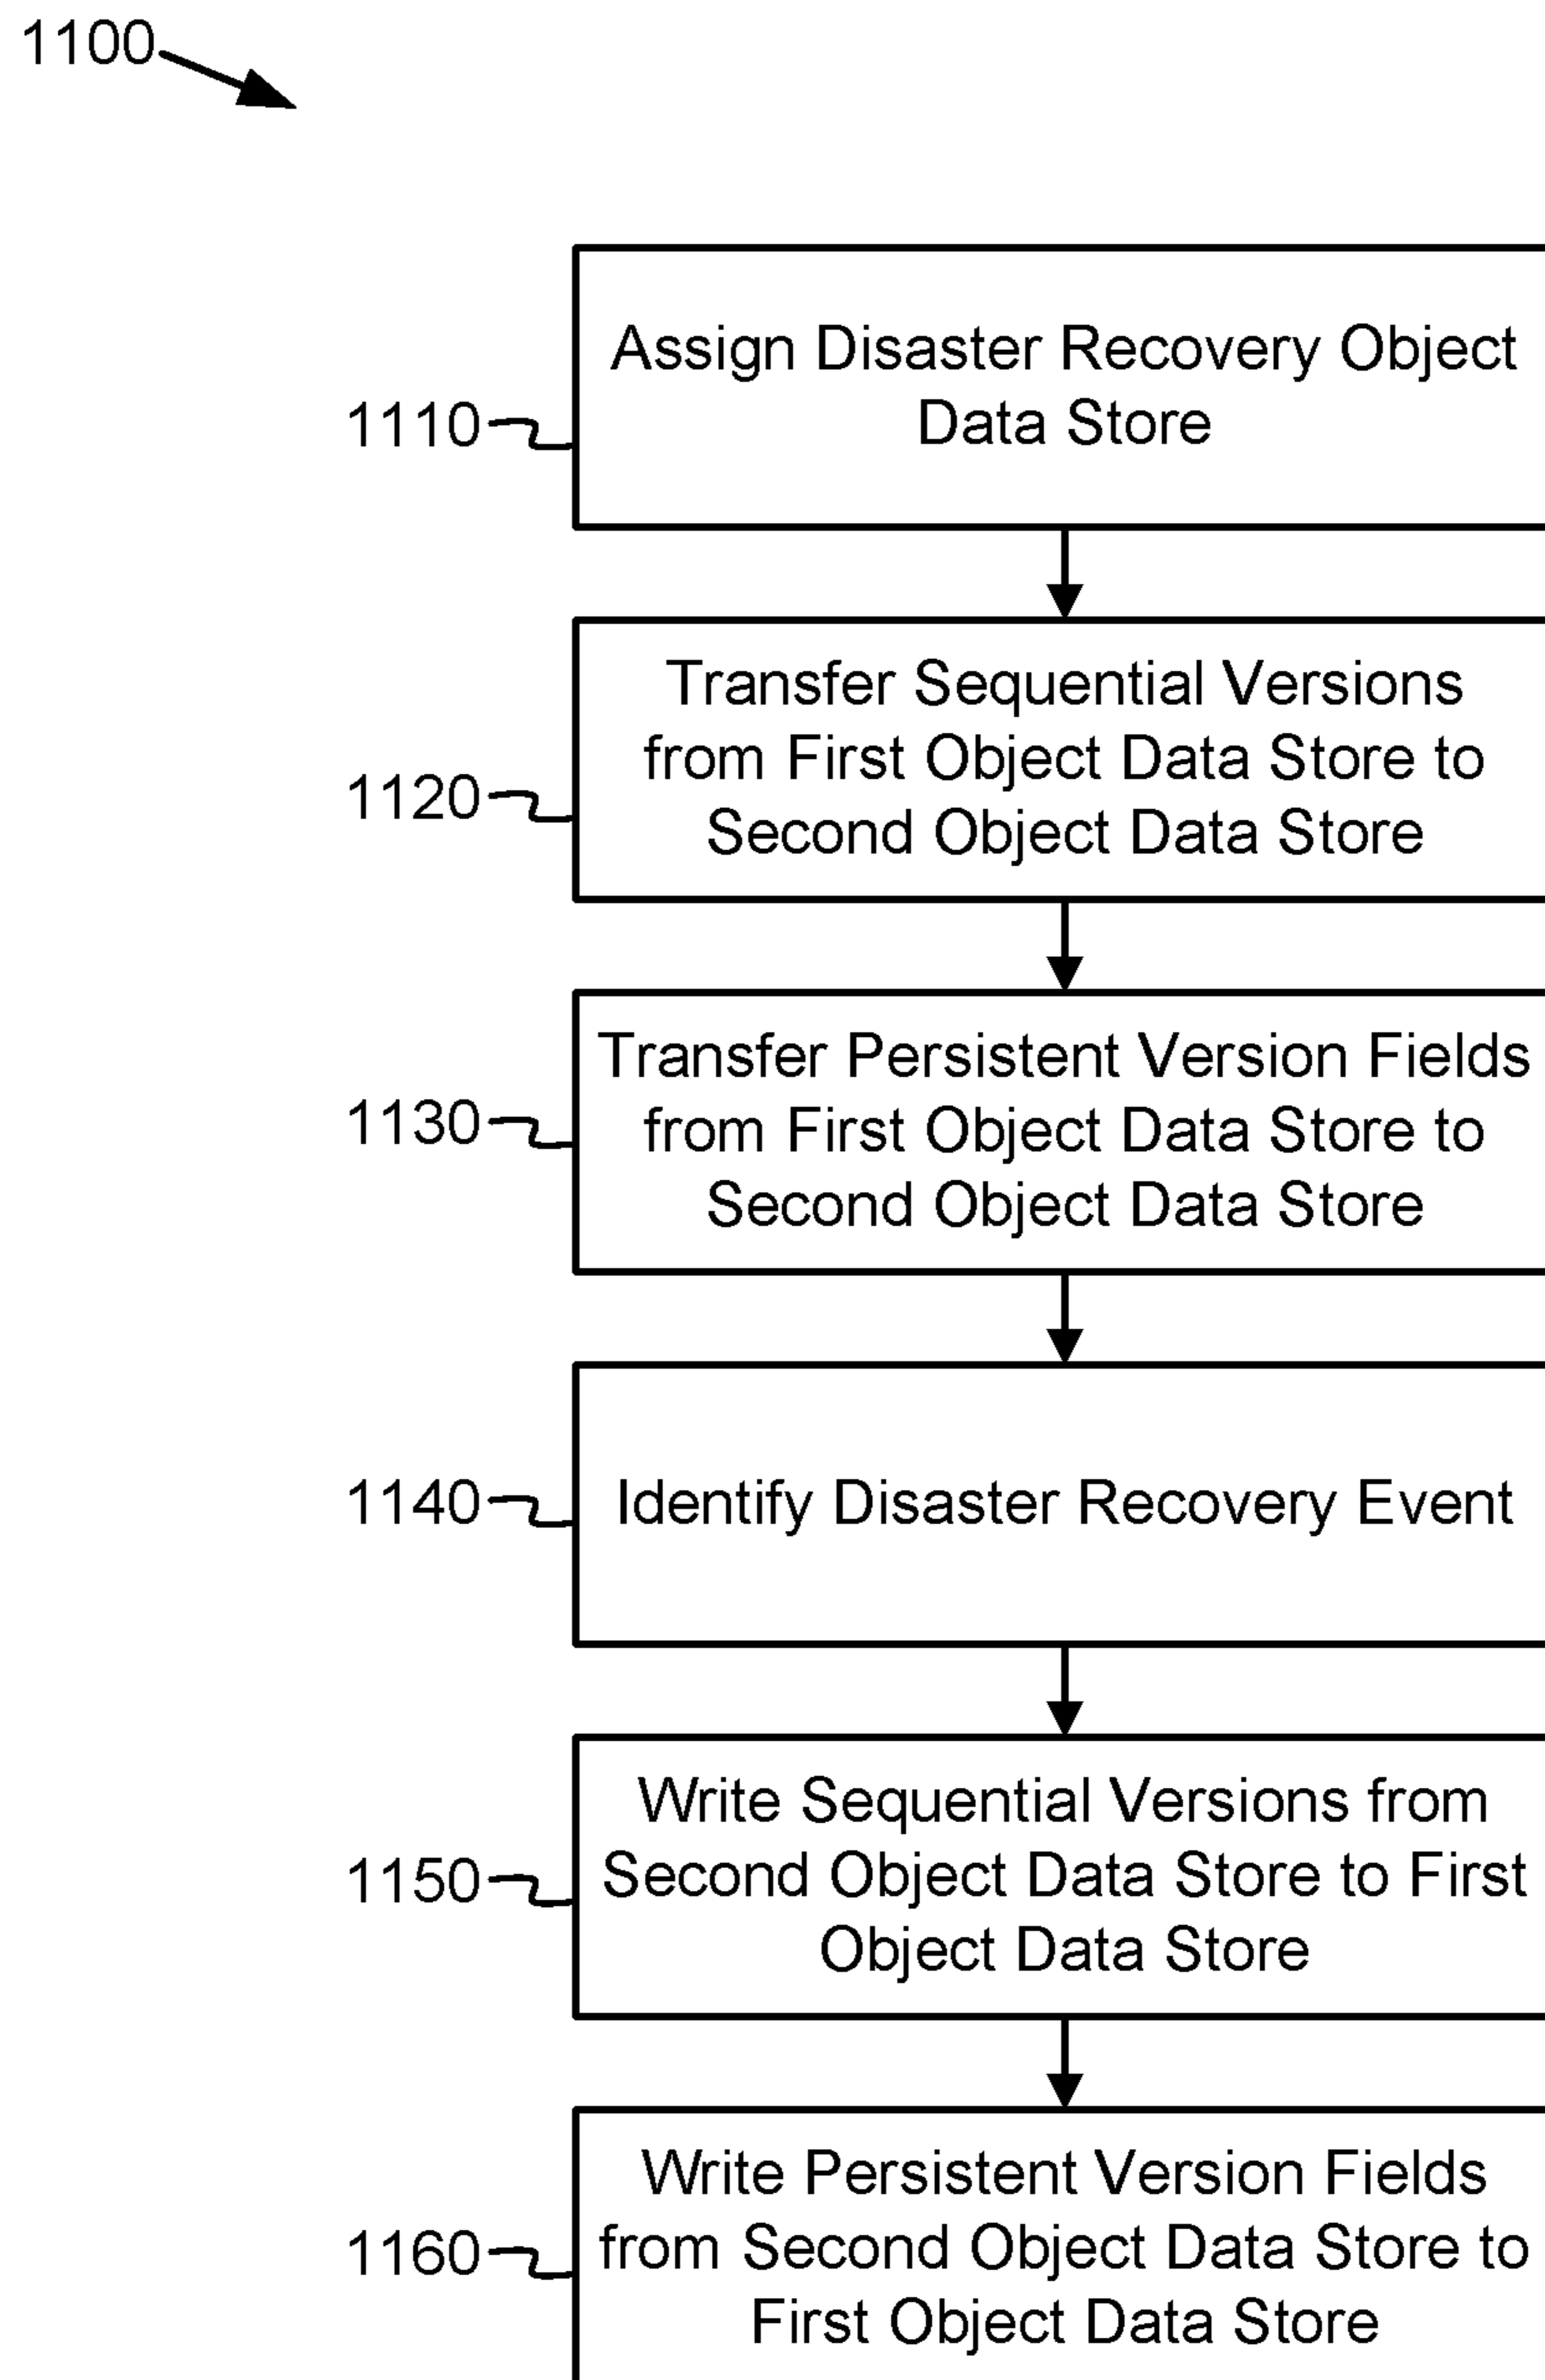 1100
Assign Disaster Recovery Object
Data Store
1110
Transfer Sequential Versions
from First Object Data Store to
Second Object Data Store
1120
Transfer Persistent Version Fields
from First Object Data Store to
Second Object Data Store
1130
Identify Disaster Recovery Event
1140
Write Sequential Versions from
Second Object Data Store to First
Object Data Store
1150
Write Persistent Version Fields
from Second Object Data Store to
First Object Data Store
1160